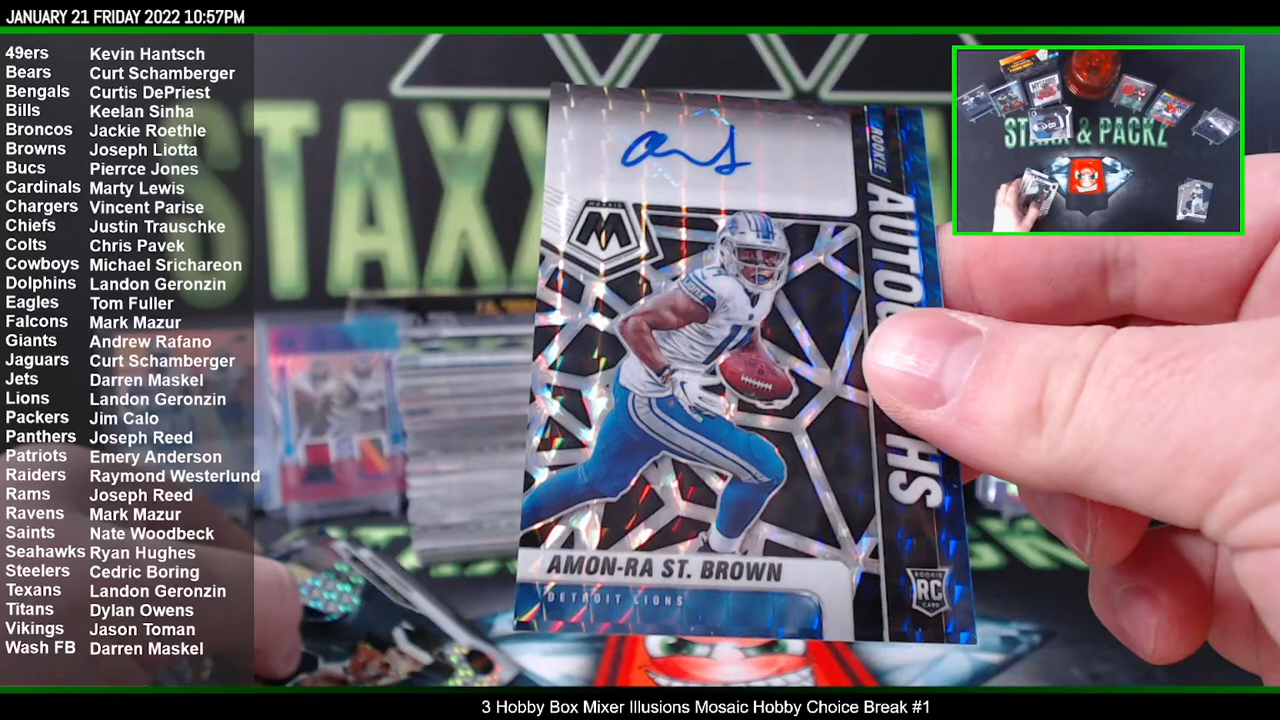 JANUARY 21 FRIDAY 2022 10:57PM
49ers Kevin Hantsch
Bears Curt Schamberger
Bengals Curtis DePriest
Bills Keelan Sinha
Broncos Jackie Roethle
Browns Joseph Liotta
Bucs Pierrce Jones
Cardinals Marty Lewis
Chargers Vincent Parise
Chiefs Justin Trauschke
Colts Chris Pavek
Cowboys Michael Srichareon
Dolphins Landon Geronzin
Eagles Tom Fuller
Falcons Mark Mazur
Giants Andrew Rafano
Jaguars Curt Schamberger
Jets Darren Maskel
Lions Landon Geronzin
Packers Jim Calo
Panthers Joseph Reed
Patriots Emery Anderson
Raiders Raymond Westerlund
Rams Joseph Reed
Ravens Mark Mazur
Saints Nate Woodbeck
Seahawks Ryan Hughes
Steelers Cedric Boring
Texans Landon Geronzin
Titans Dylan Owens
Vikings Jason Toman
Wash FB Darren Maskel
STAXX
ROOKIE
MOSAIC
M
LIONS
AMON-RA ST. BROWN
DETROIT LIONS
ROOKIE
RC
CARD
& PACKZ
3 Hobby Box Mixer Illusions Mosaic Hobby Choice Break #1